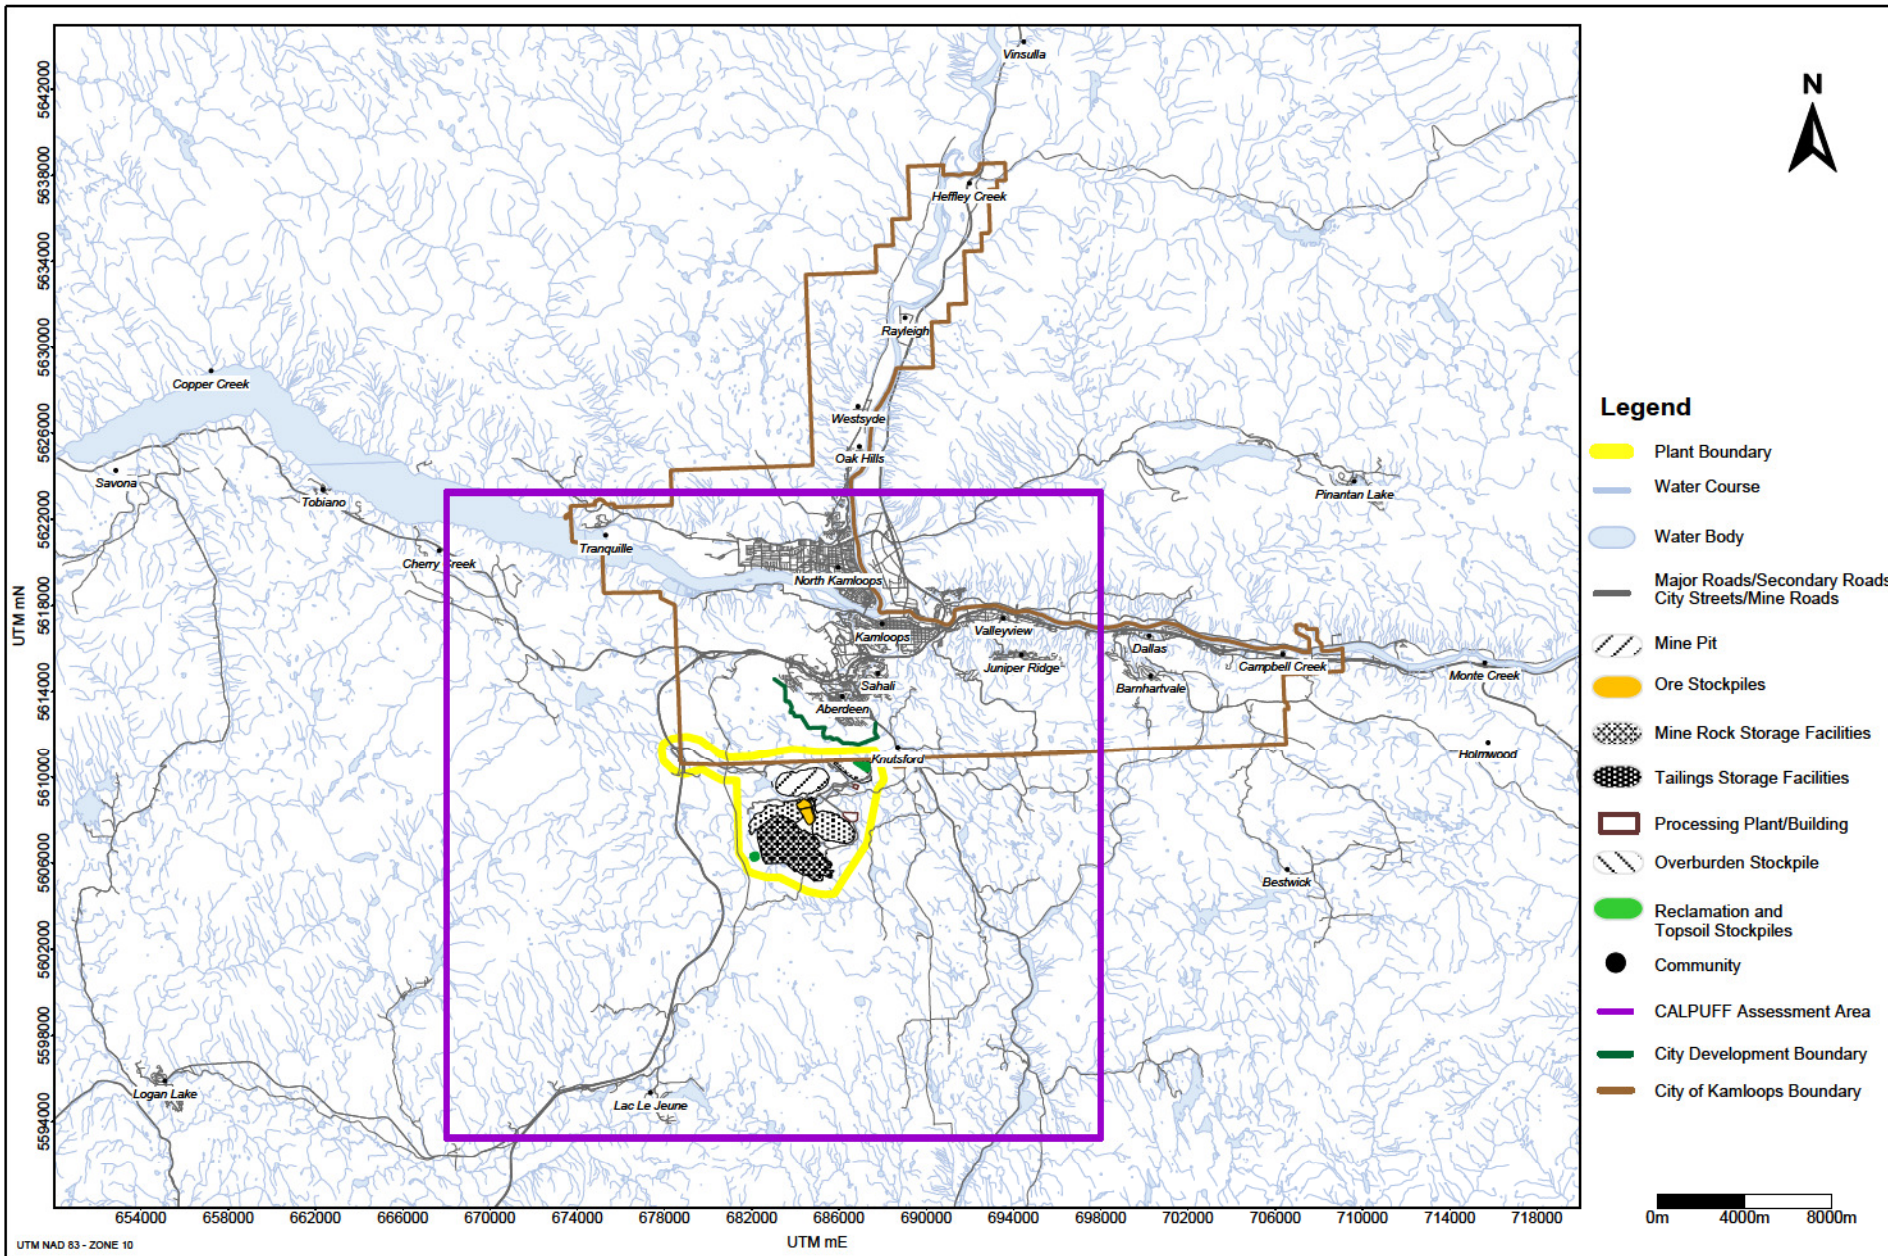 Vinsulla
Heffley Creek
Rayleigh
Copper Creek
Westsyde
Oak Hills
Savona
Tobiano
Pinantan Lake
Tranquille
Cherry Creek
North Kamloops
Kamloops
Valleyview
Dallas
Juniper Ridge
Campbell Creek
Monte Creek
Sahali
Barnhartvale
Aberdeen
Knutsford
Holmwood
Bestwick
Logan Lake
Lac Le Jeune
5642000
5638000
5634000
5630000
5626000
5622000
5618000
5614000
5610000
5606000
5602000
5598000
5594000
UTM mN
654000 658000 662000 666000 670000 674000 678000 682000 686000 690000 694000 698000 702000 706000 710000 714000 718000
UTM mE
UTM NAD 83 - ZONE 10
N
Legend
Plant Boundary
Water Course
Water Body
Major Roads/Secondary Roads
City Streets/Mine Roads
Mine Pit
Ore Stockpiles
Mine Rock Storage Facilities
Tailings Storage Facilities
Processing Plant/Building
Overburden Stockpile
Reclamation and
Topsoil Stockpiles
Community
CALPUFF Assessment Area
City Development Boundary
City of Kamloops Boundary
0m 4000m 8000m